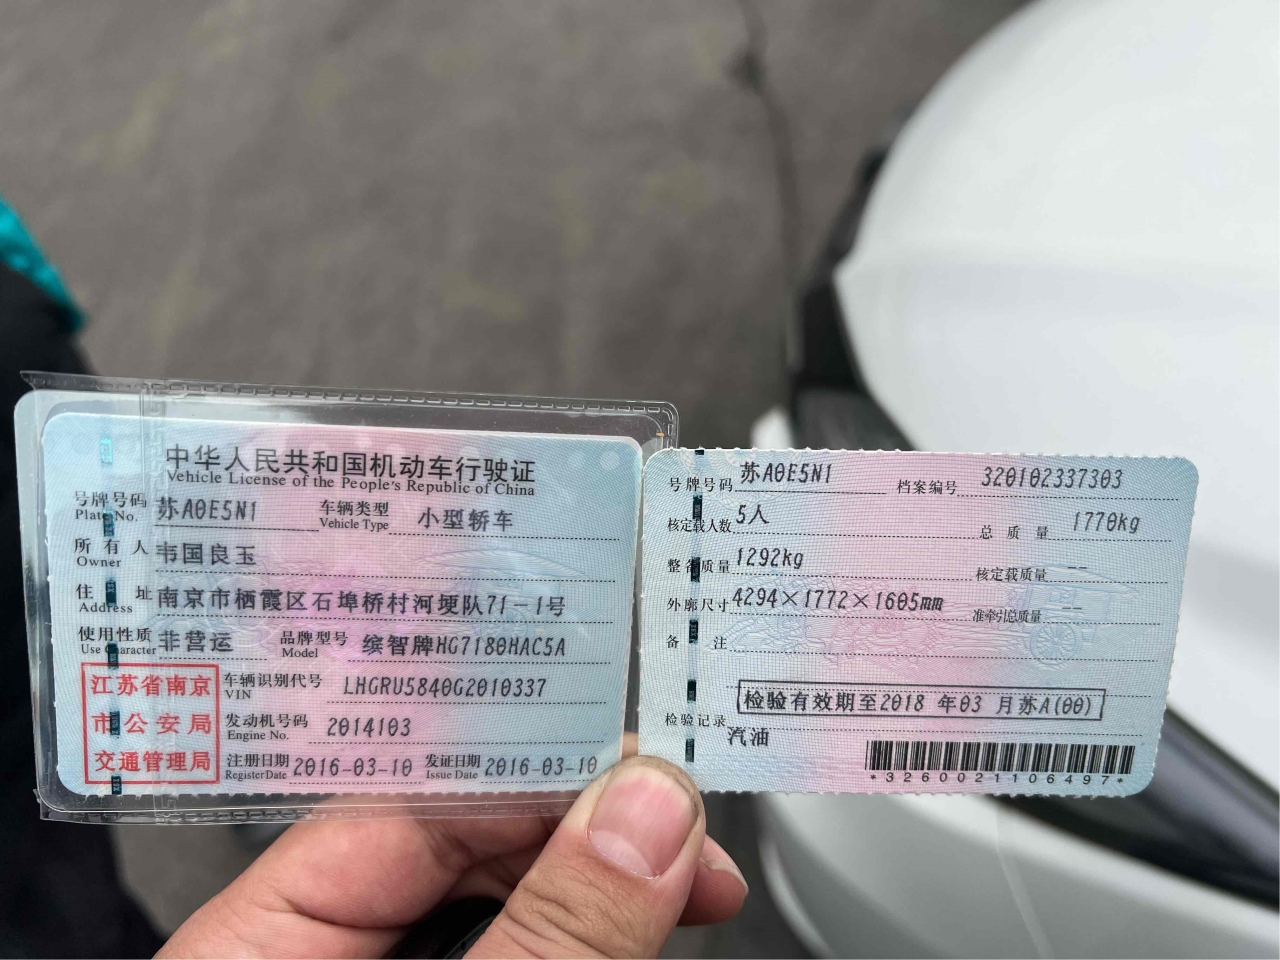 中华人民共和国机动车行驶证
Vehicle License of the People's Republic of China
号牌号码 苏A0E5N1 车辆类型 小型轿车
Plate No. Vehicle Type
所有人 韦国良玉
Owner
住址 南京市栖霞区石埠桥村河埂队71-1号
Address
使用性质 非营运 品牌型号 缤智牌HG7180HAC5A
Use Character Model
江苏省南京
市公安局
交通管理局
车辆识别代号 LHGRU5840G2010337
VIN
发动机号码 2014103
Engine No.
注册日期 2016-03-10 发证日期 2016-03-10
Register Date Issue Date
号牌号码 苏A0E5N1 档案编号 320102337303
核定载人数 5人 总质量 1770kg
整备质量 1292kg 核定载质量 --
外廓尺寸 4294×1772×1605mm 准牵引总质量 --
备注
检验有效期至2018年03月苏A(00)
检验记录
汽油
*3260021106497*